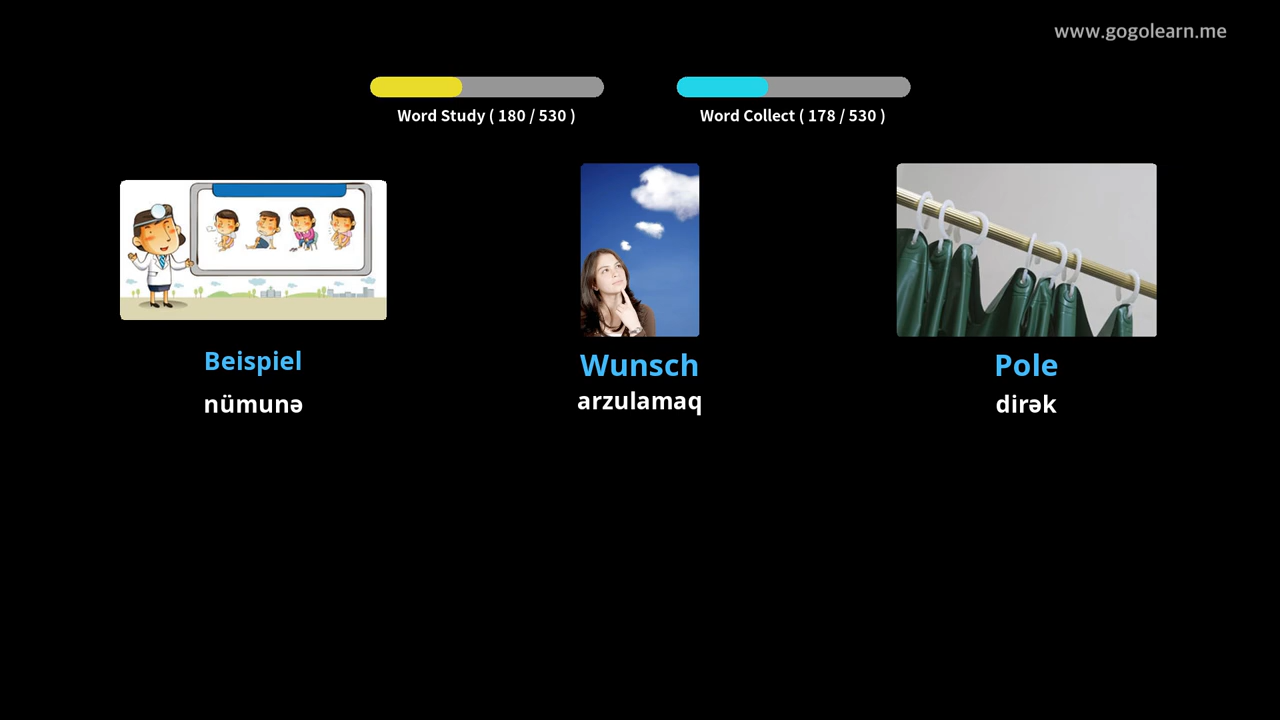 www.gogolearn.me
Word Study ( 180 / 530 )
Word Collect ( 178 / 530 )
Beispiel
nümunə
Wunsch
arzulamaq
Pole
dirək